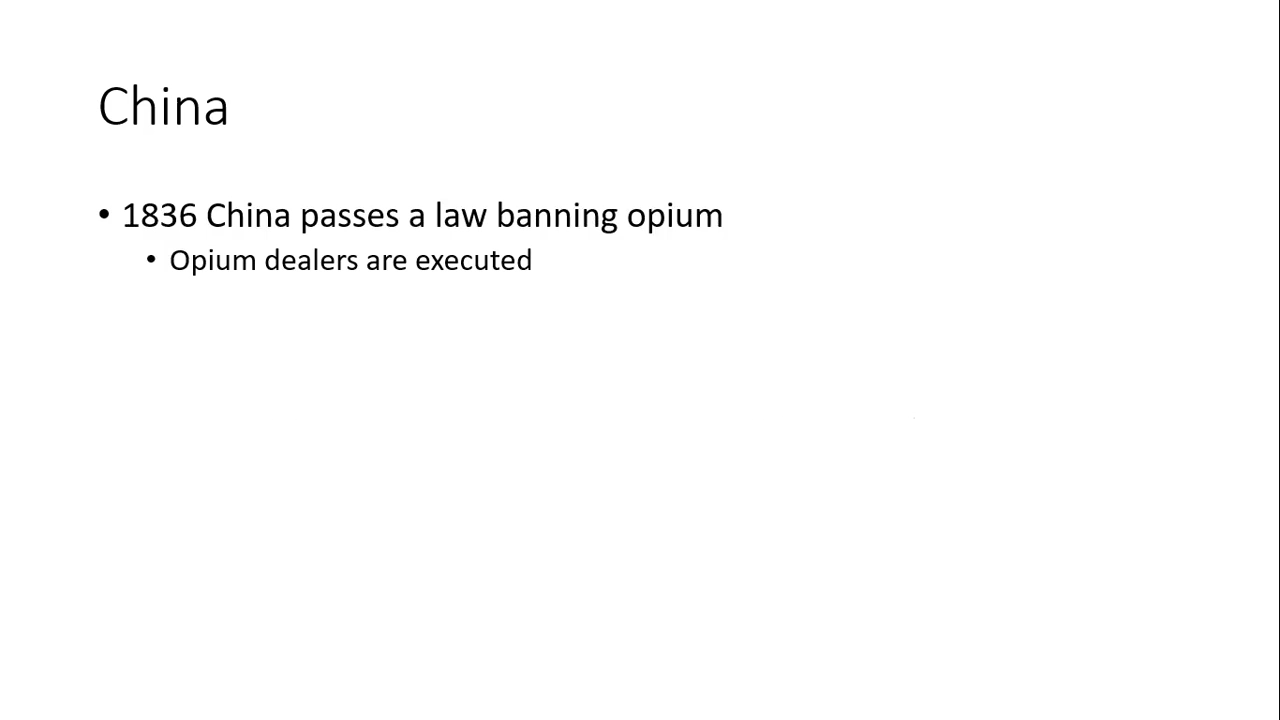 China
• 1836 China passes a law banning opium
• Opium dealers are executed